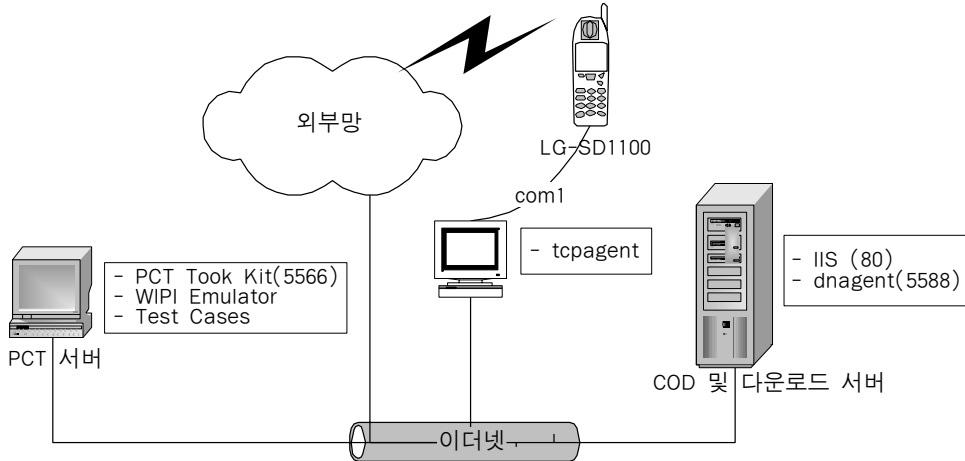 외부망
LG-SD1100
com1
- tcpagent
- PCT Took Kit(5566)
- WIPI Emulator
- Test Cases
PCT 서버
- IIS (80)
- dnagent(5588)
COD 및 다운로드 서버
이더넷